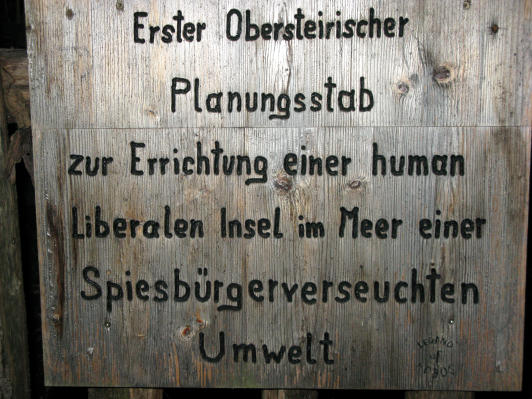 Erster Obersteirischer
Planungsstab
zur Errichtung einer human
Liberalen Insel im Meer einer
Spiesbürgerverseuchten
Umwelt